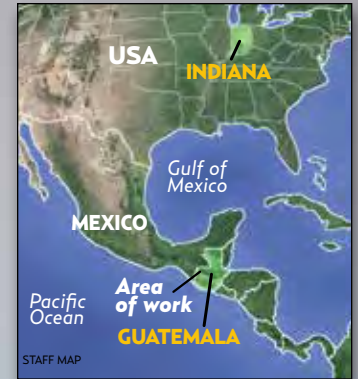 USA
INDIANA
Gulf of
Mexico
MEXICO
Area
of work
Pacific
Ocean
GUATEMALA
STAFF MAP